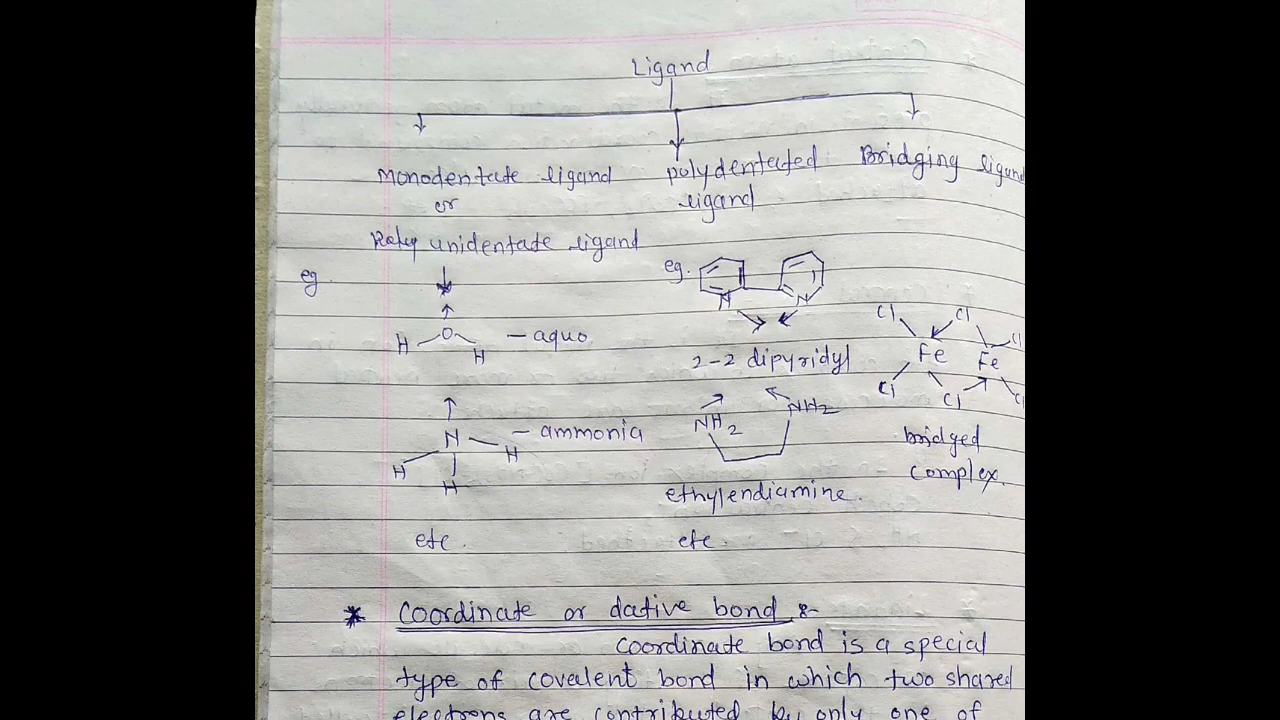 Ligand
Monodentate ligand
or
unidentate ligand
polydentated
ligand
Bridging ligand
eg.
H O H - aquo
N H H H - ammonia
etc.
eg.
N N
2-2 dipyridyl
NH2 NH2
ethylendiamine.
etc.
Cl Cl Cl
Fe Fe
Cl Cl Cl
bridged
complex.
* Coordinate or dative bond :-
Coordinate bond is a special
type of covalent bond in which two shared
electrons are contributed by only one of